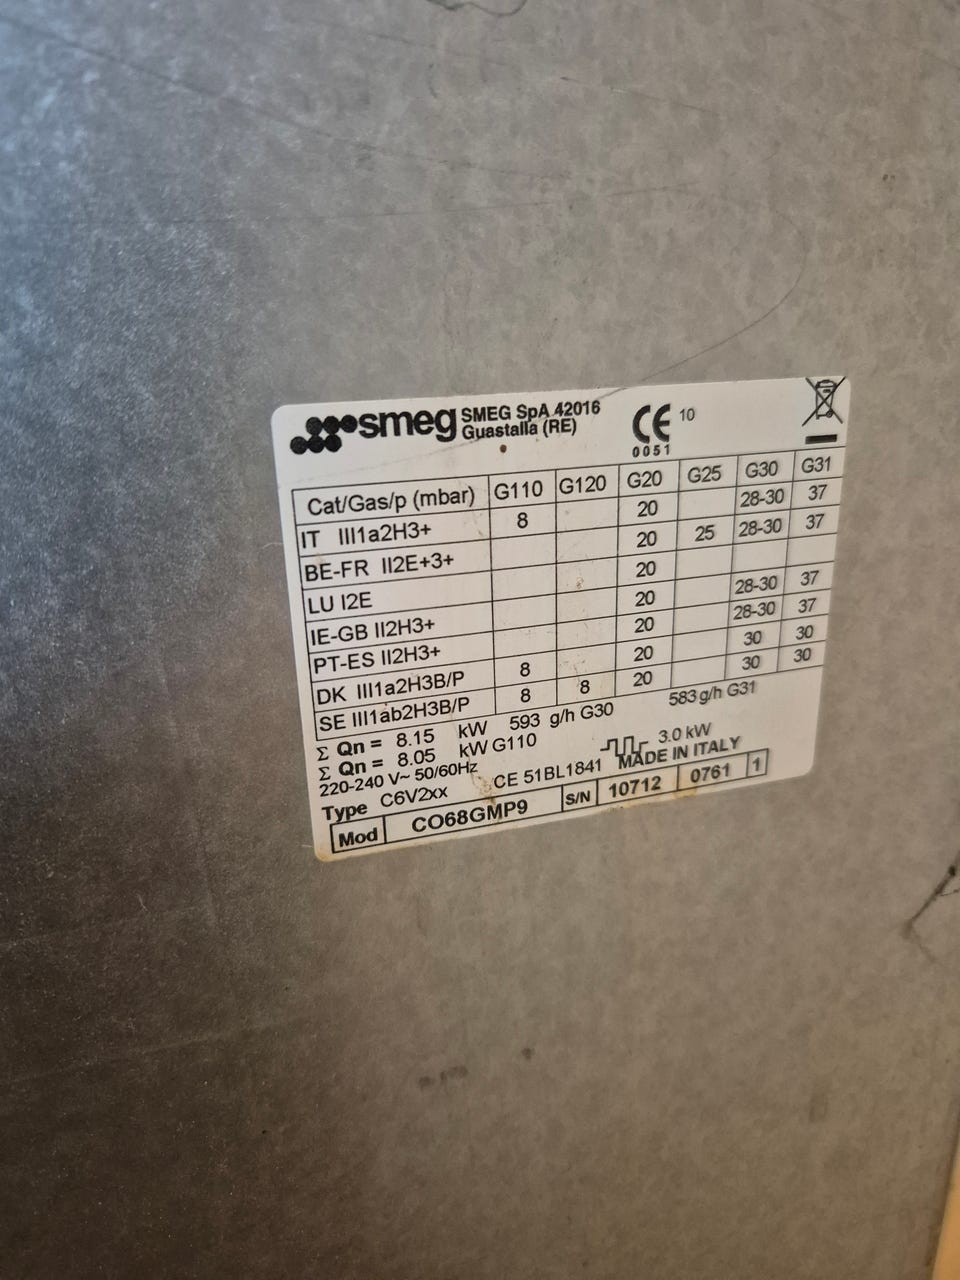 smeg SMEG SpA 42016
Guastalla (RE)
CE 10
0051
Cat/Gas/p (mbar) G110 G120 G20 G25 G30 G31
IT III1a2H3+ 8 20 28-30 37
BE-FR II2E+3+ 20 25 28-30 37
LU I2E 20
IE-GB II2H3+ 20 28-30 37
PT-ES II2H3+ 20 28-30 37
DK III1a2H3B/P 8 20 30 30
SE III1ab2H3B/P 8 8 20 30 30
Σ Qn = 8.15 kW 593 g/h G30 583 g/h G31
Σ Qn = 8.05 kW G110 3.0 kW
220-240 V~ 50/60Hz MADE IN ITALY
Type C6V2xx CE 51BL1841
Mod CO68GMP9 S/N 10712 0761 1